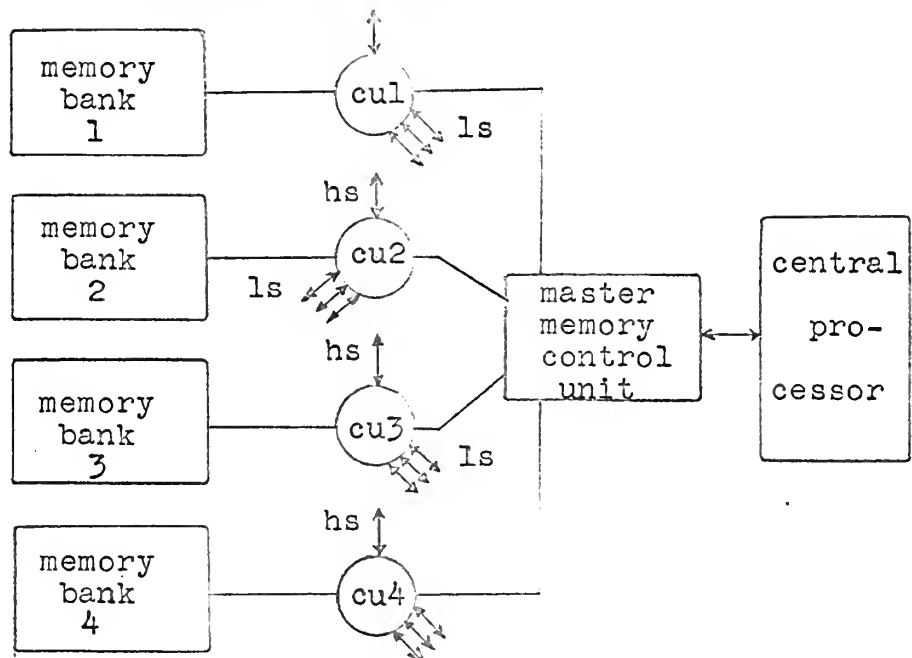 memory
bank
1
cu1
ls
hs
memory
bank
2
cu2
ls
hs
memory
bank
3
cu3
ls
hs
memory
bank
4
cu4
master
memory
control
unit
central
pro-
cessor